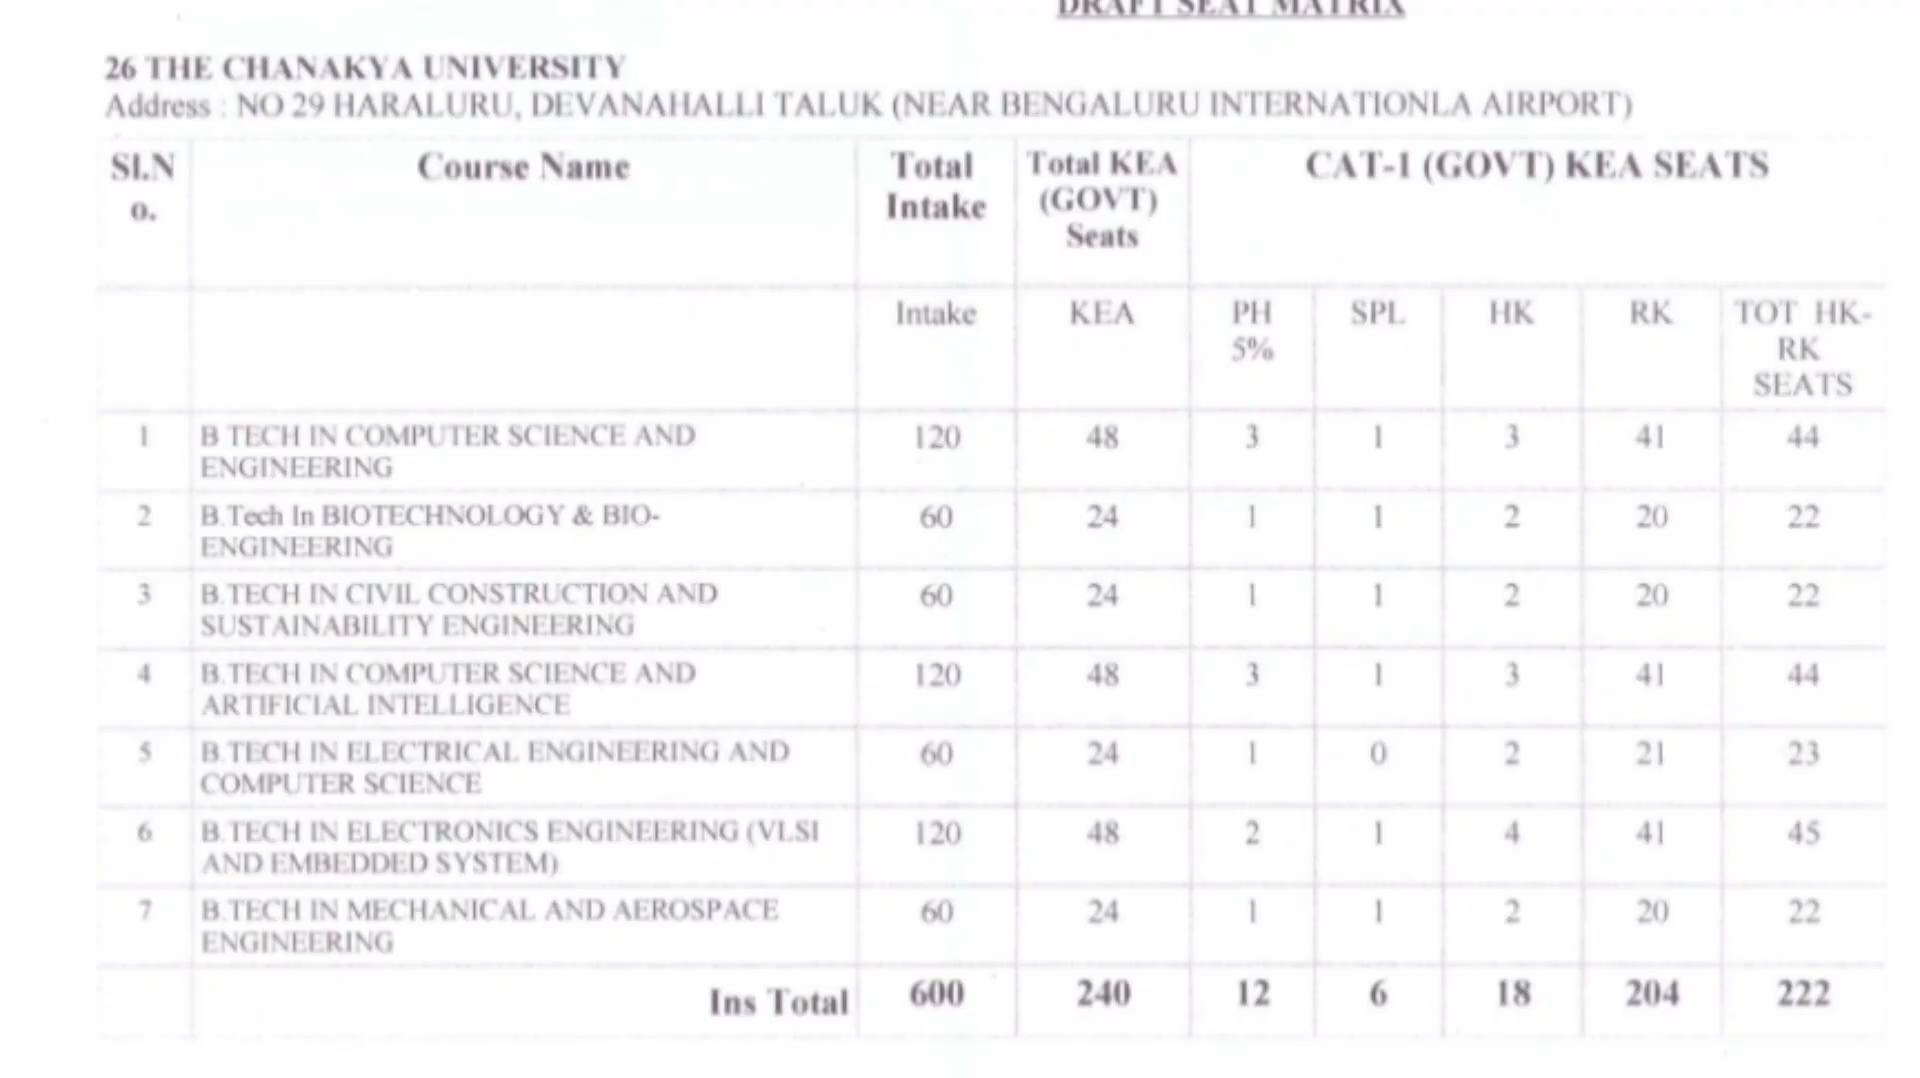 DRAFT SEAT MATRIX
26 THE CHANAKYA UNIVERSITY
Address : NO 29 HARALURU, DEVANAHALLI TALUK (NEAR BENGALURU INTERNATIONLA AIRPORT)
Sl.N Course Name Total Total KEA CAT-1 (GOVT) KEA SEATS
o. Intake (GOVT)
Seats
Intake KEA PH SPL HK RK TOT HK-
5% RK
SEATS
1 B TECH IN COMPUTER SCIENCE AND 120 48 3 1 3 41 44
ENGINEERING
2 B.Tech In BIOTECHNOLOGY & BIO- 60 24 1 1 2 20 22
ENGINEERING
3 B.TECH IN CIVIL CONSTRUCTION AND 60 24 1 1 2 20 22
SUSTAINABILITY ENGINEERING
4 B.TECH IN COMPUTER SCIENCE AND 120 48 3 1 3 41 44
ARTIFICIAL INTELLIGENCE
5 B.TECH IN ELECTRICAL ENGINEERING AND 60 24 1 0 2 21 23
COMPUTER SCIENCE
6 B.TECH IN ELECTRONICS ENGINEERING (VLSI 120 48 2 1 4 41 45
AND EMBEDDED SYSTEM)
7 B.TECH IN MECHANICAL AND AEROSPACE 60 24 1 1 2 20 22
ENGINEERING
Ins Total 600 240 12 6 18 204 222